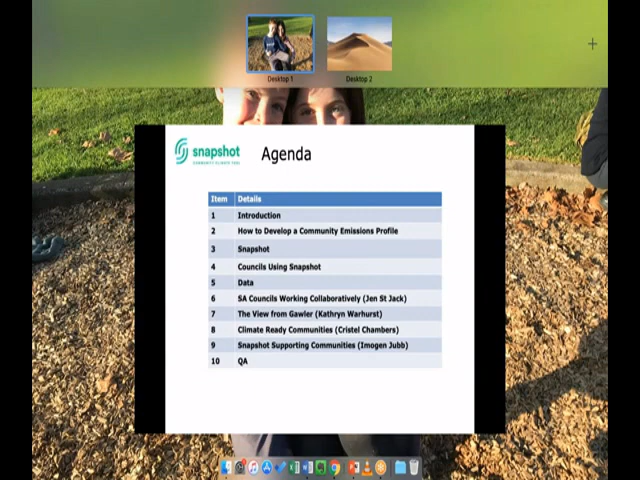 Desktop 1
Desktop 2
snapshot
COMMUNITY CLIMATE TOOL
Agenda
Item Details
1 Introduction
2 How to Develop a Community Emissions Profile
3 Snapshot
4 Councils Using Snapshot
5 Data
6 SA Councils Working Collaboratively (Jen St Jack)
7 The View from Gawler (Kathryn Warhurst)
8 Climate Ready Communities (Cristel Chambers)
9 Snapshot Supporting Communities (Imogen Jubb)
10 QA